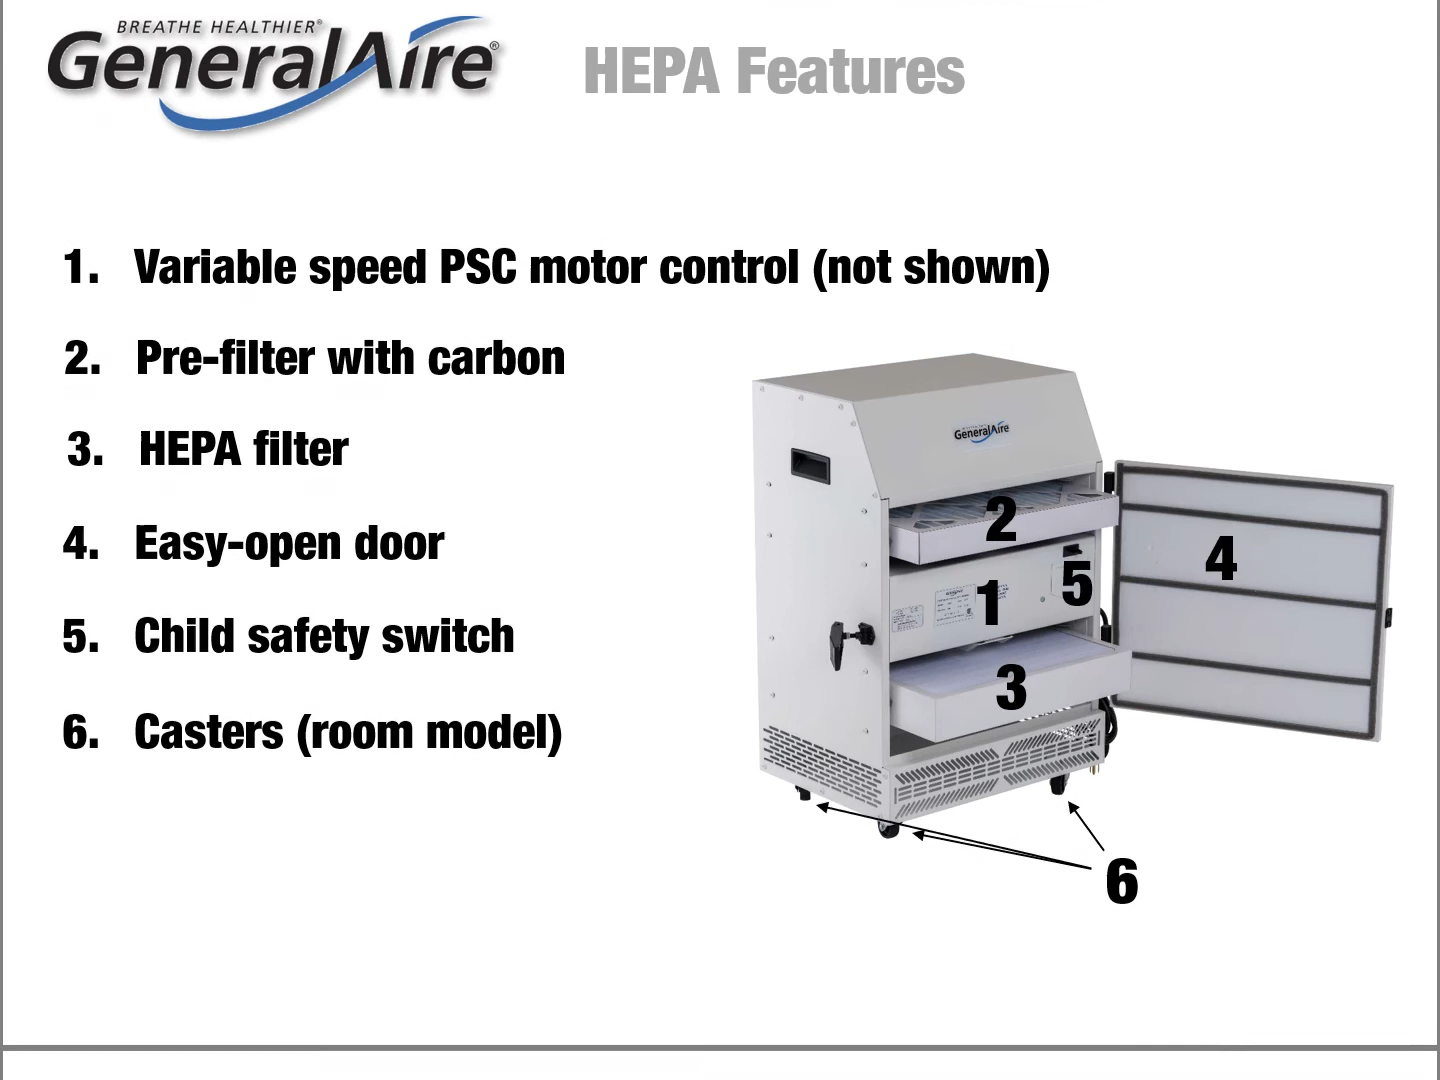 BREATHE HEALTHIER®
GeneralAire®
HEPA Features
1. Variable speed PSC motor control (not shown)
2. Pre-filter with carbon
3. HEPA filter
4. Easy-open door
5. Child safety switch
6. Casters (room model)
GeneralAire
2
4
5
1
3
6